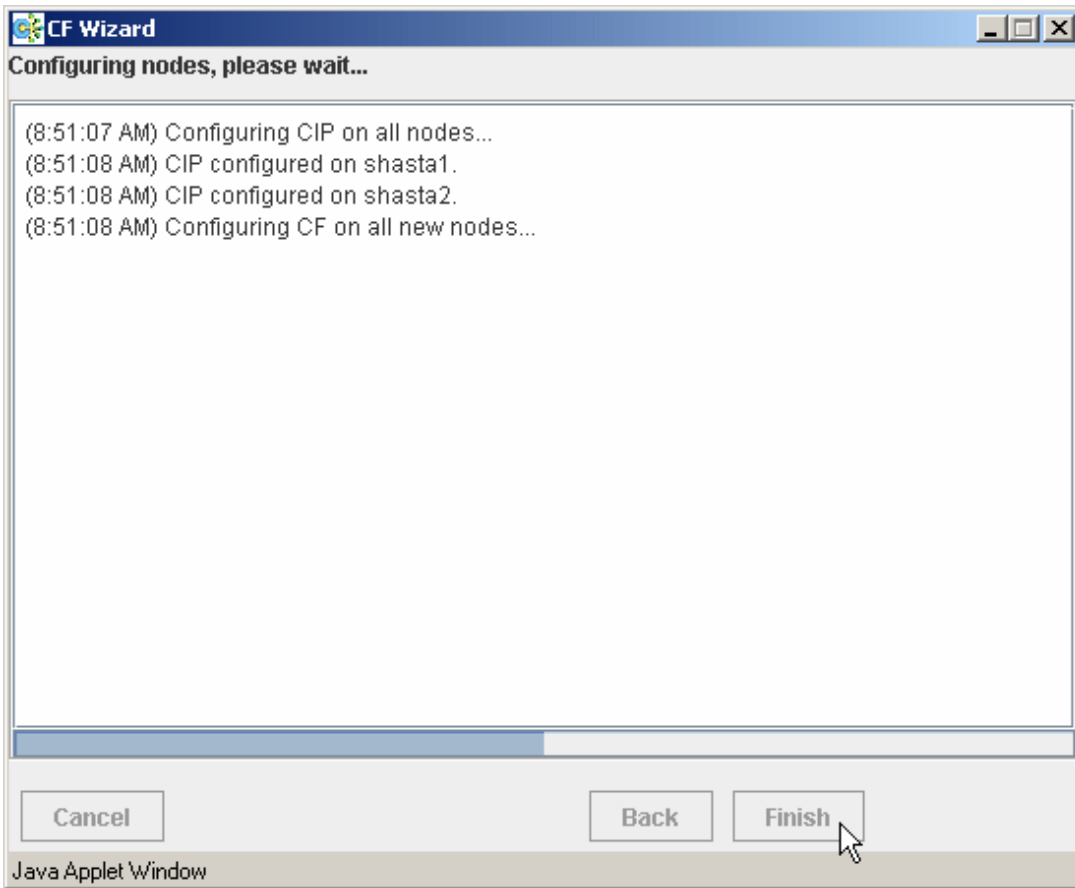 CF Wizard
Configuring nodes, please wait...
(8:51:07 AM) Configuring CIP on all nodes...
(8:51:08 AM) CIP configured on shasta1.
(8:51:08 AM) CIP configured on shasta2.
(8:51:08 AM) Configuring CF on all new nodes...
Cancel Back Finish
Java Applet Window